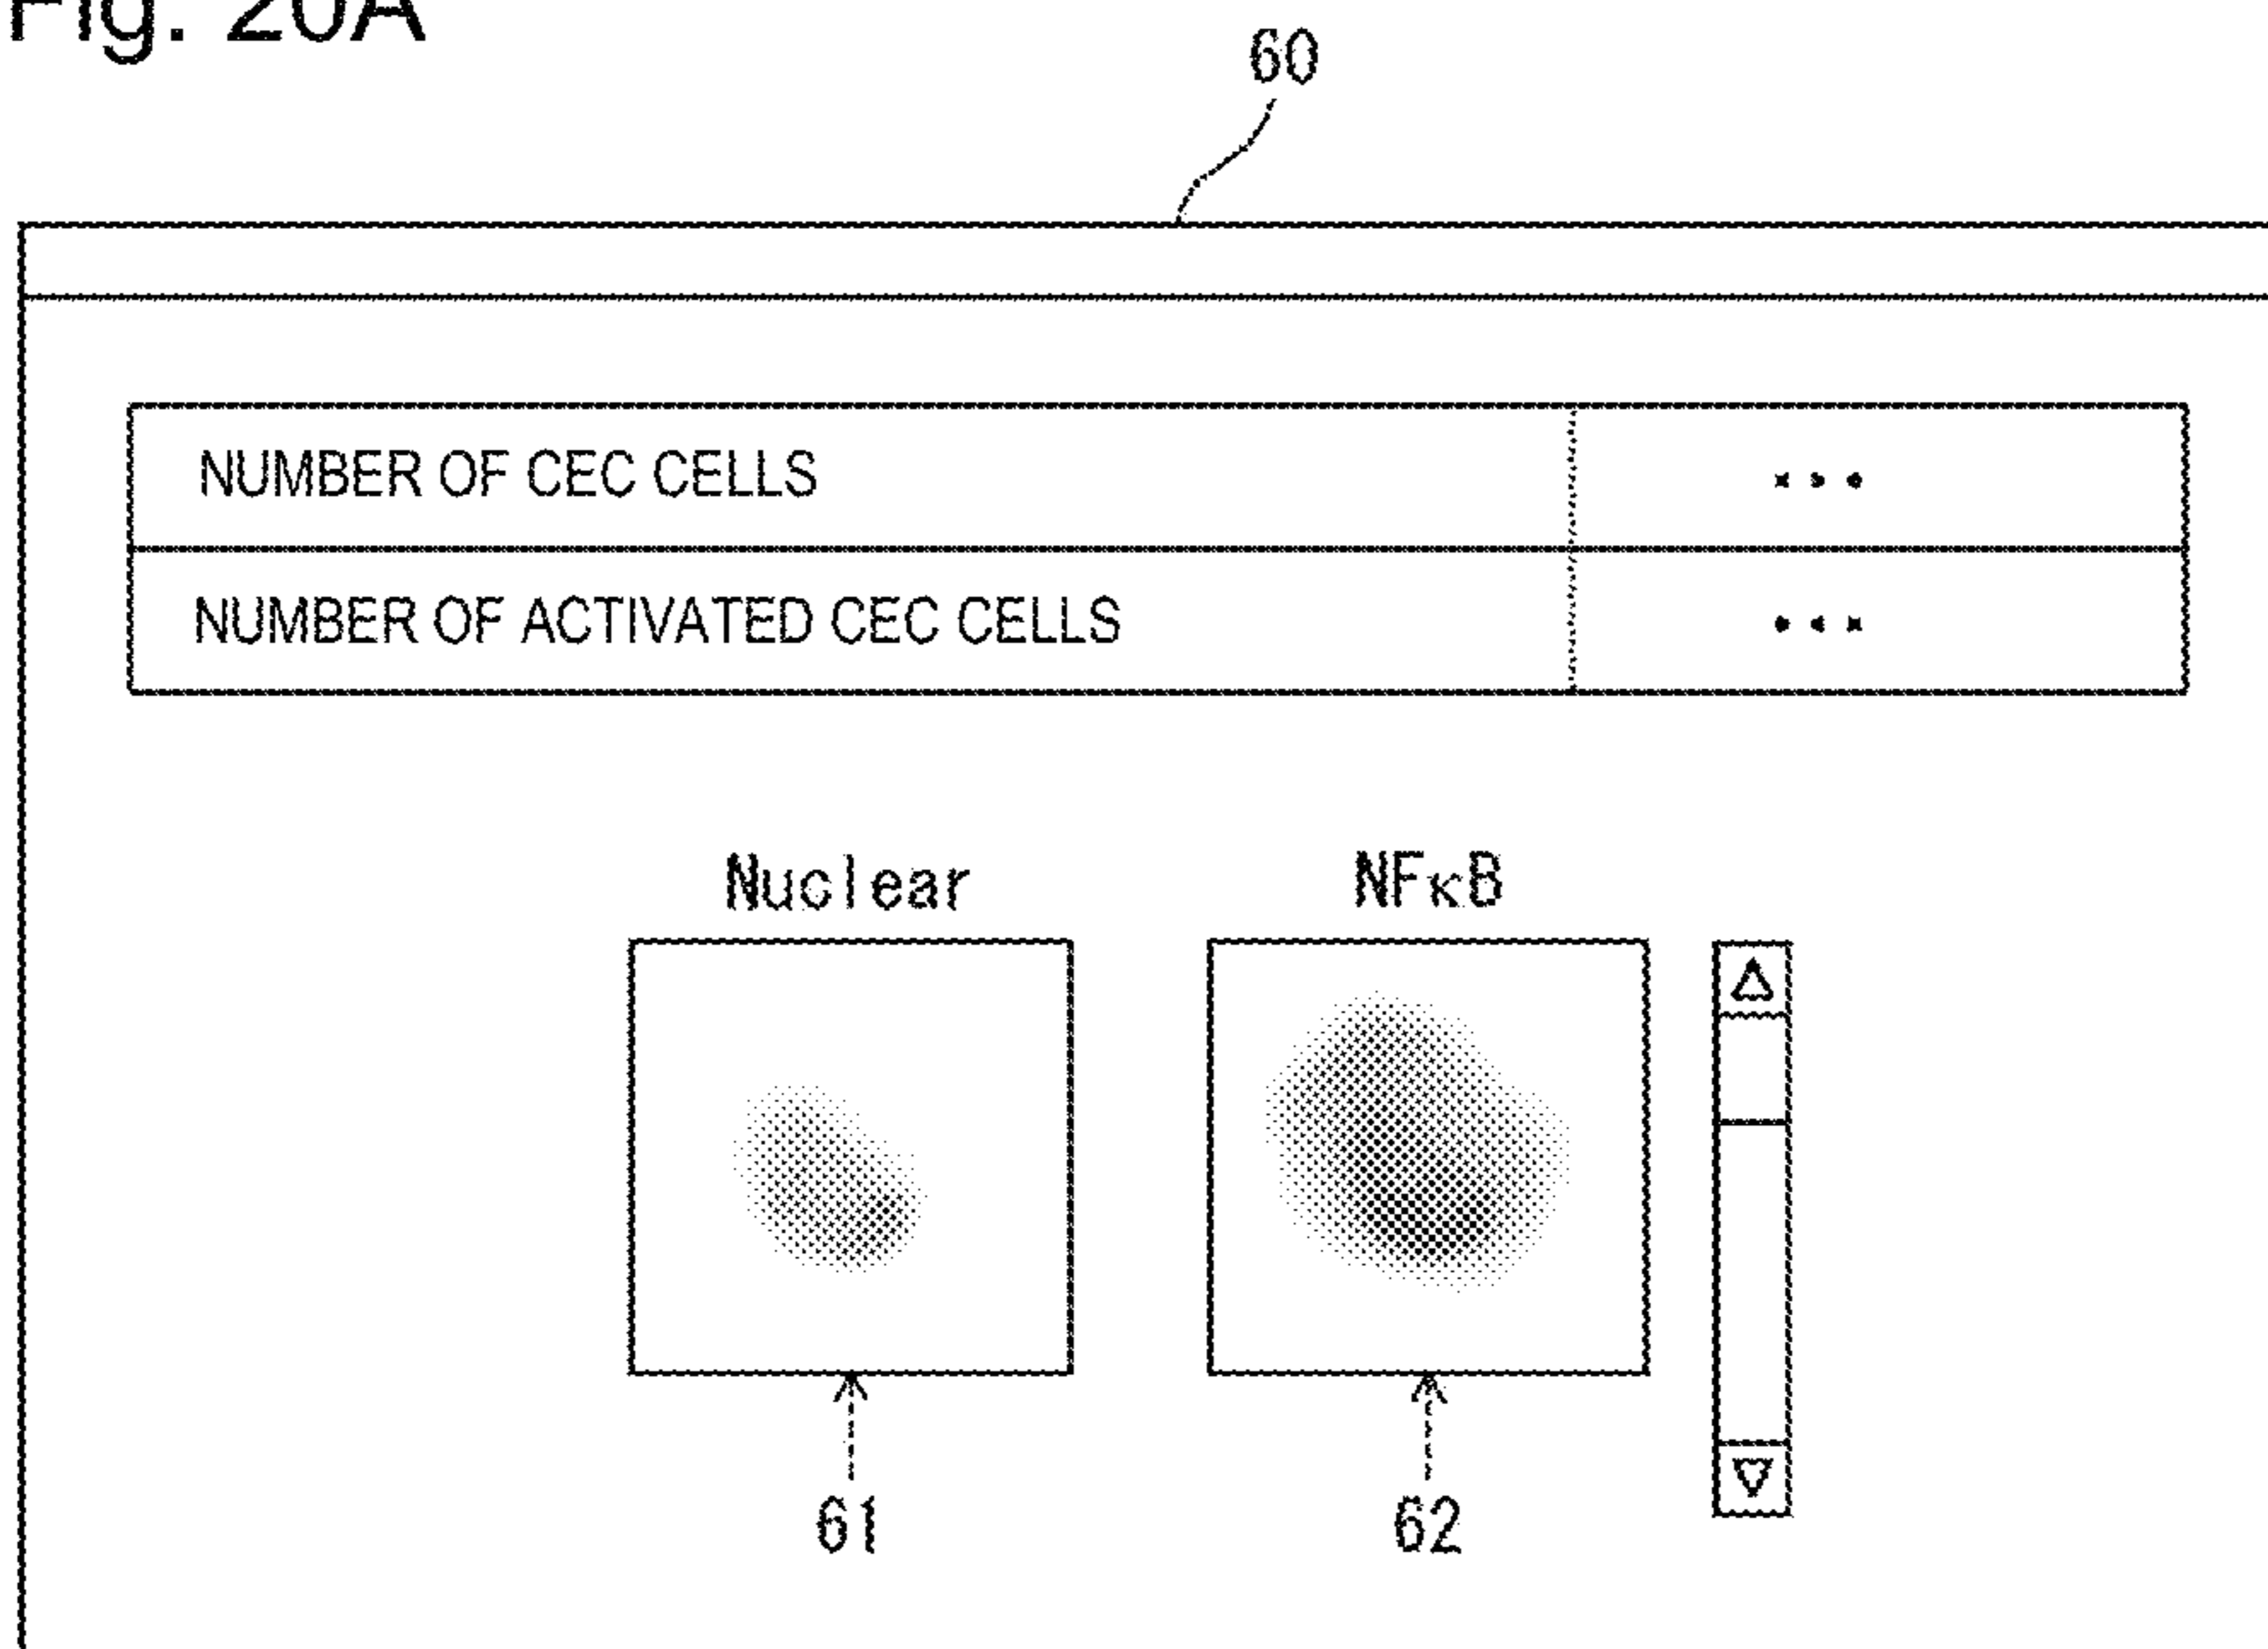 Fig. 20A
60
NUMBER OF CEC CELLS ...
NUMBER OF ACTIVATED CEC CELLS ...
Nuclear NFκB
61 62